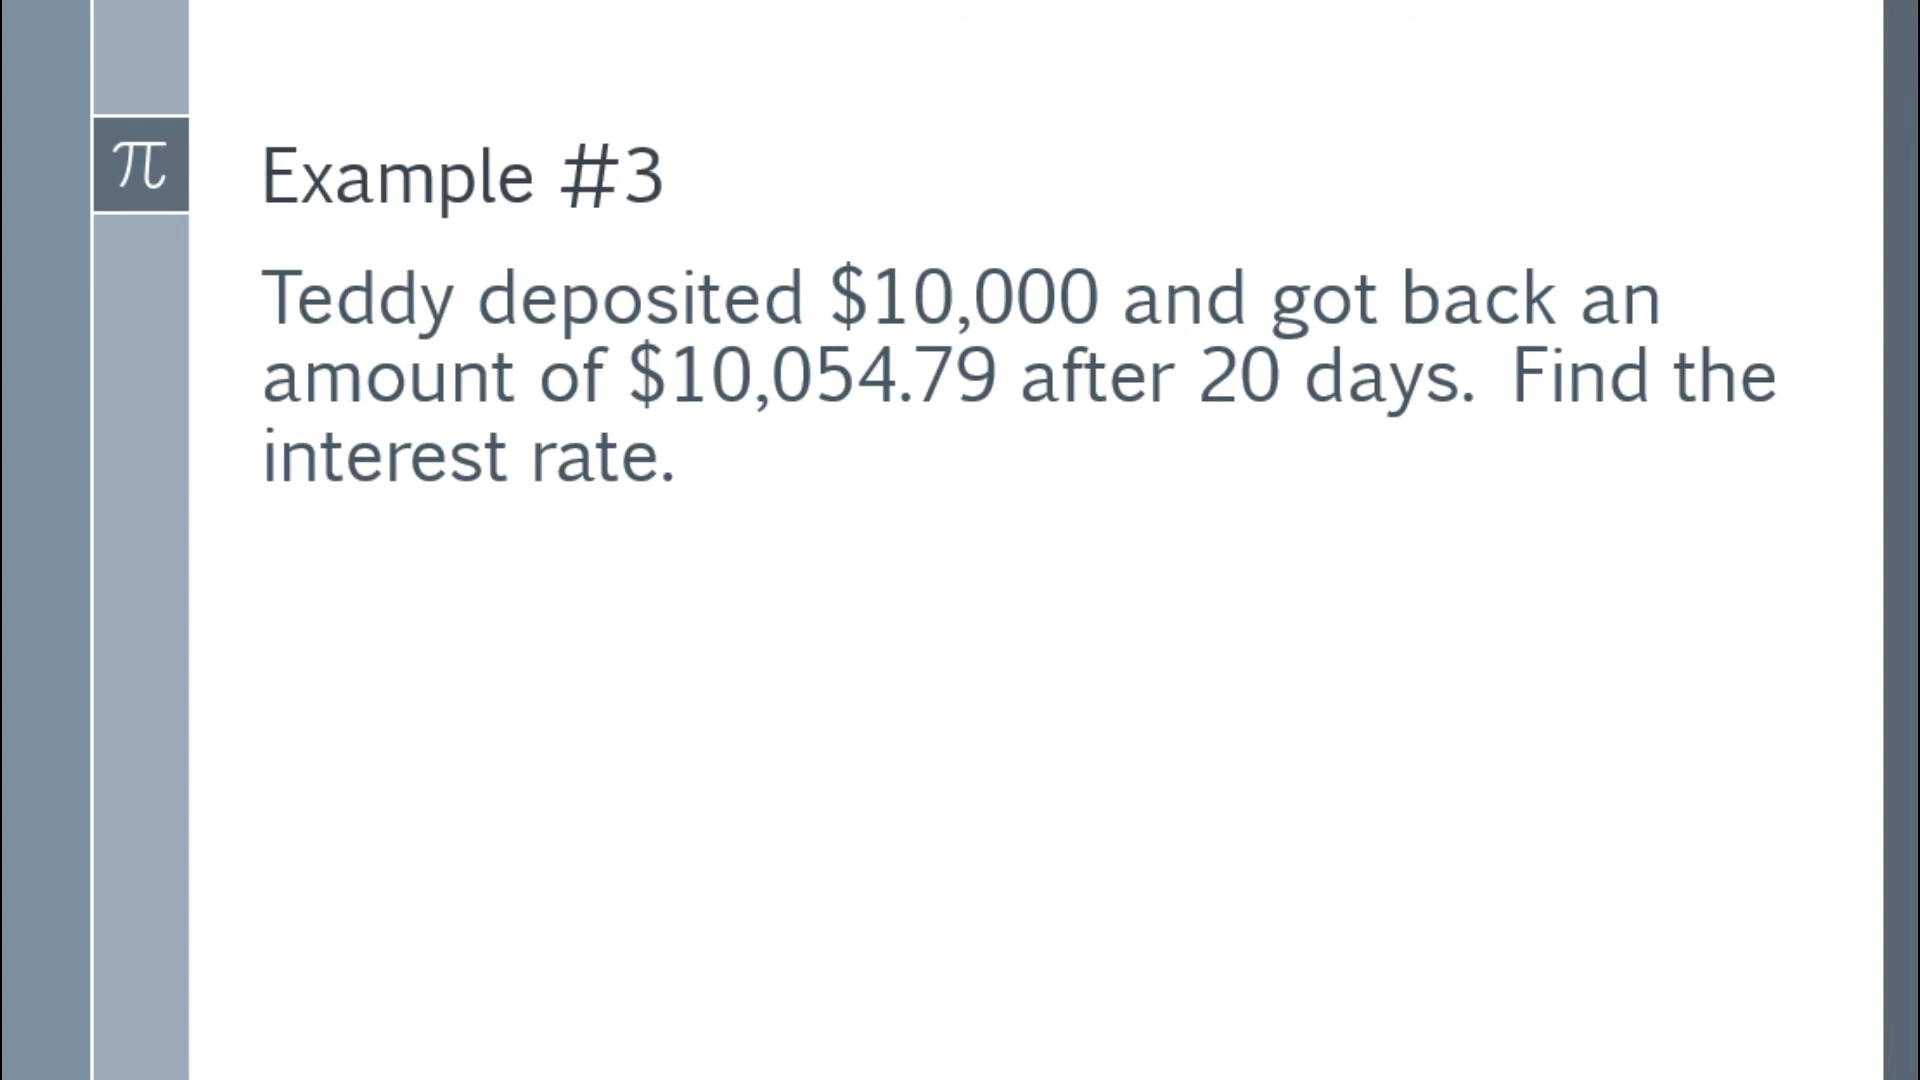 π
Example #3
Teddy deposited $10,000 and got back an
amount of $10,054.79 after 20 days. Find the
interest rate.